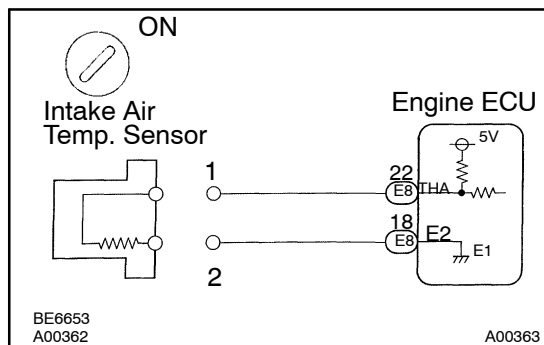 ON
Intake Air
Temp. Sensor
Engine ECU
5V
1
22
E8
THA
18
E8
E2
E1
2
BE6653
A00362
A00363